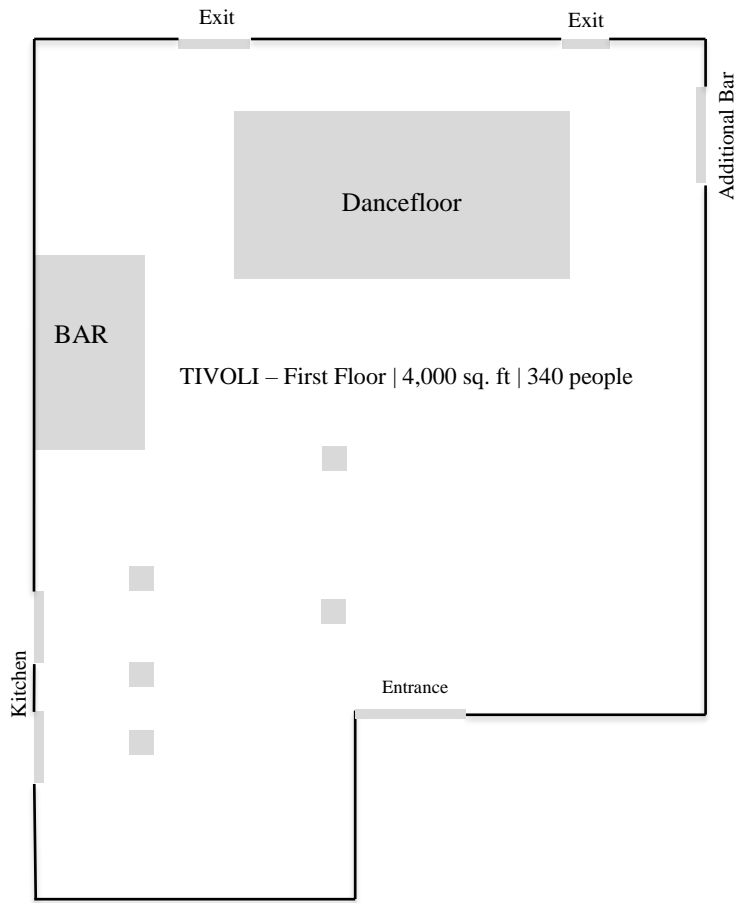 Exit
Exit
Additional Bar
Dancefloor
BAR
TIVOLI – First Floor | 4,000 sq. ft | 340 people
Kitchen
Entrance